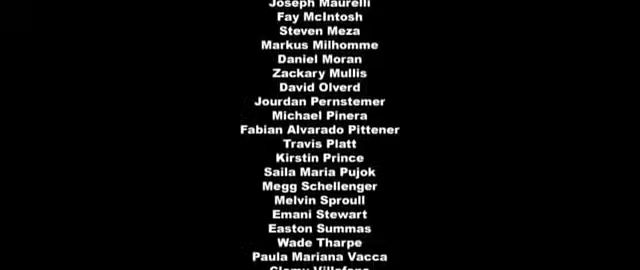 Joseph Maurelli
Fay McIntosh
Steven Meza
Markus Milhomme
Daniel Moran
Zackary Mullis
David Olverd
Jourdan Pernstemer
Michael Pinera
Fabian Alvarado Pittener
Travis Platt
Kirstin Prince
Saila Maria Pujok
Megg Schellenger
Melvin Sproull
Emani Stewart
Easton Summas
Wade Tharpe
Paula Mariana Vacca